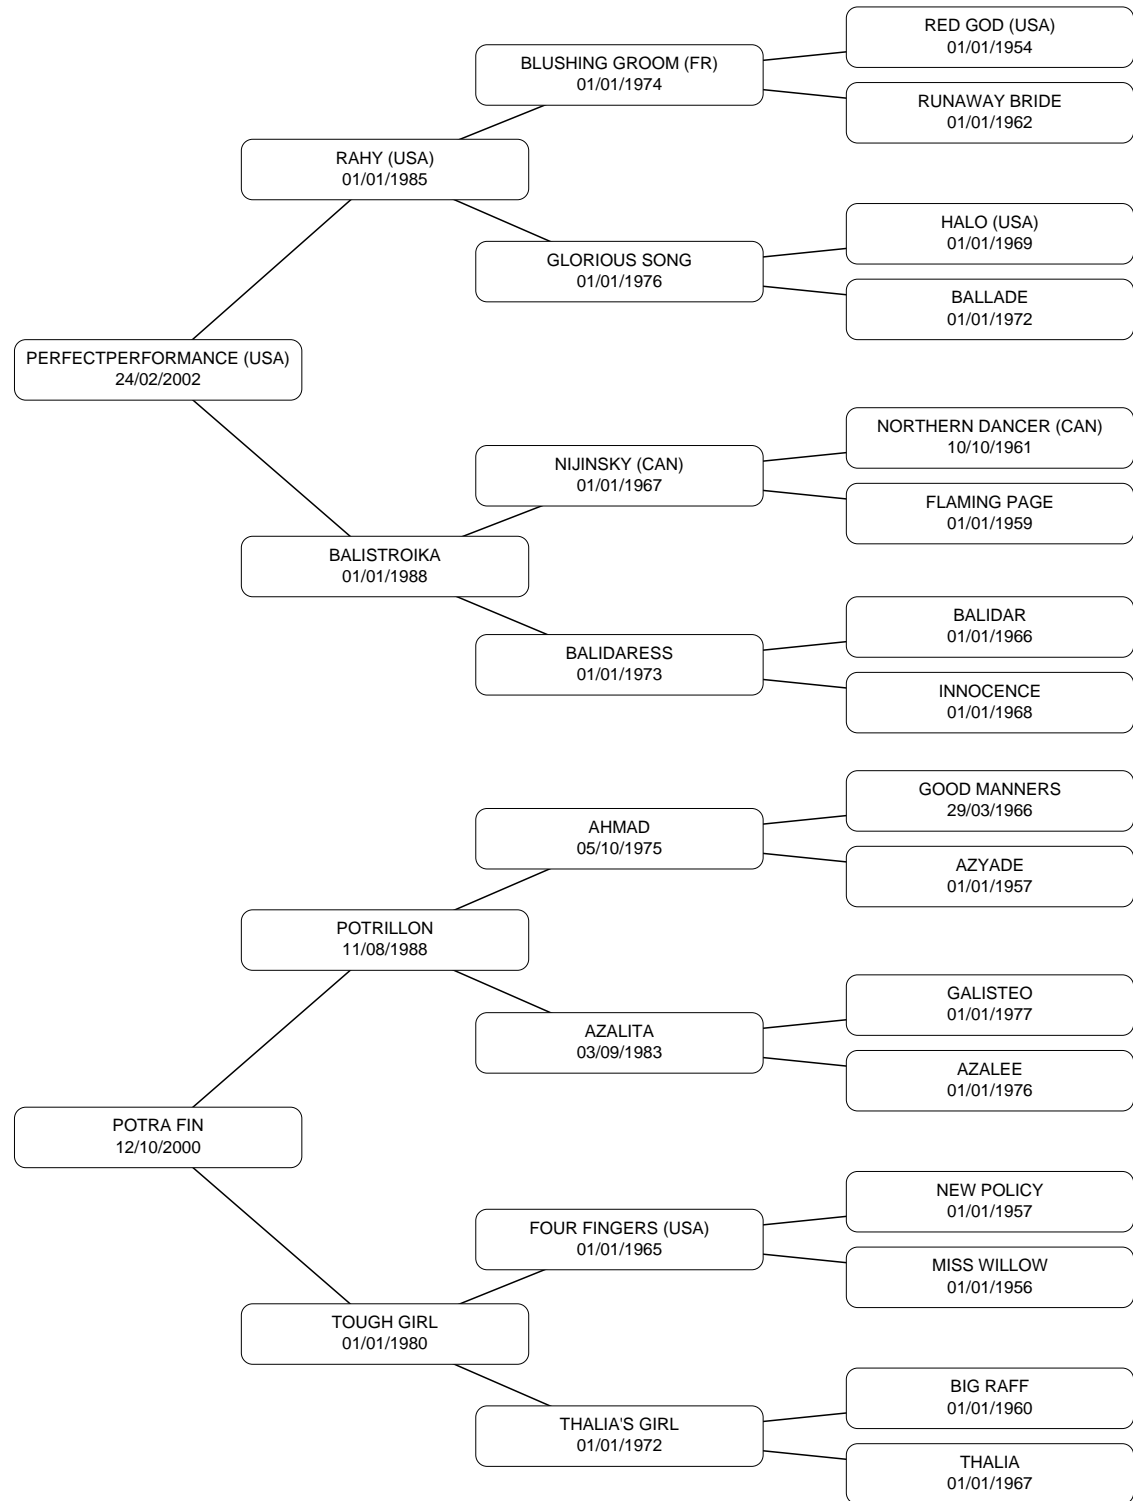 RED GOD (USA)
01/01/1954
BLUSHING GROOM (FR)
01/01/1974
RUNAWAY BRIDE
01/01/1962
RAHY (USA)
01/01/1985
HALO (USA)
01/01/1969
GLORIOUS SONG
01/01/1976
BALLADE
01/01/1972
PERFECTPERFORMANCE (USA)
24/02/2002
NORTHERN DANCER (CAN)
10/10/1961
NIJINSKY (CAN)
01/01/1967
FLAMING PAGE
01/01/1959
BALISTROIKA
01/01/1988
BALIDAR
01/01/1966
BALIDARESS
01/01/1973
INNOCENCE
01/01/1968
GOOD MANNERS
29/03/1966
AHMAD
05/10/1975
AZYADE
01/01/1957
POTRILLON
11/08/1988
GALISTEO
01/01/1977
AZALITA
03/09/1983
AZALEE
01/01/1976
POTRA FIN
12/10/2000
NEW POLICY
01/01/1957
FOUR FINGERS (USA)
01/01/1965
MISS WILLOW
01/01/1956
TOUGH GIRL
01/01/1980
BIG RAFF
01/01/1960
THALIA'S GIRL
01/01/1972
THALIA
01/01/1967